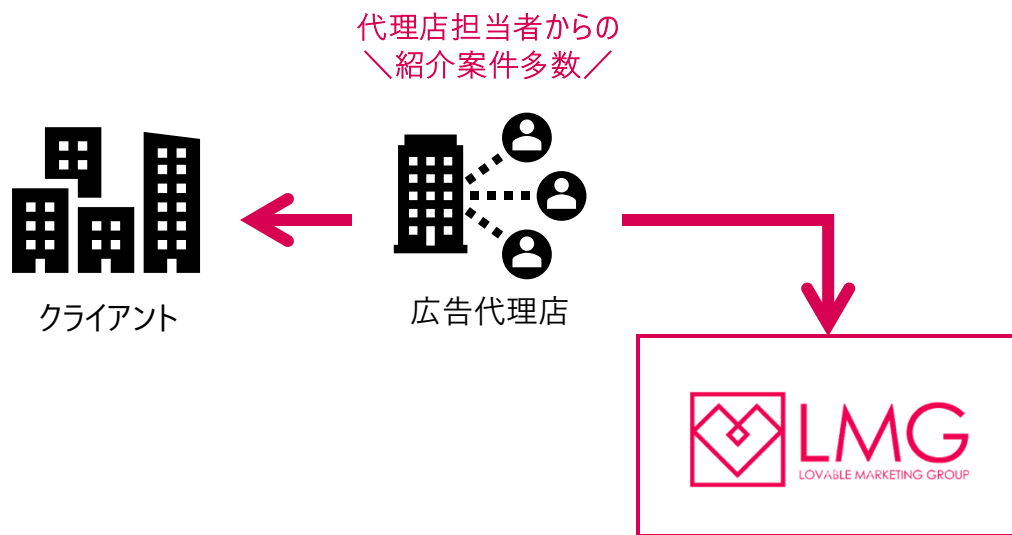 代理店担当者からの
＼紹介案件多数／
クライアント
広告代理店
LMG
LOVABLE MARKETING GROUP